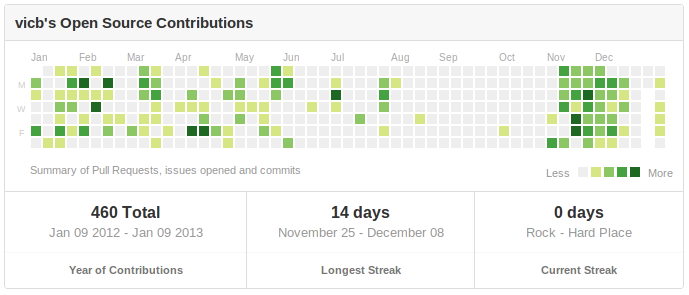 vicb's Open Source Contributions
Jan Feb Mar Apr May Jun Jul Aug Sep Oct Nov Dec
M
W
F
Summary of Pull Requests, issues opened and commits
Less More
460 Total
Jan 09 2012 - Jan 09 2013
Year of Contributions
14 days
November 25 - December 08
Longest Streak
0 days
Rock - Hard Place
Current Streak